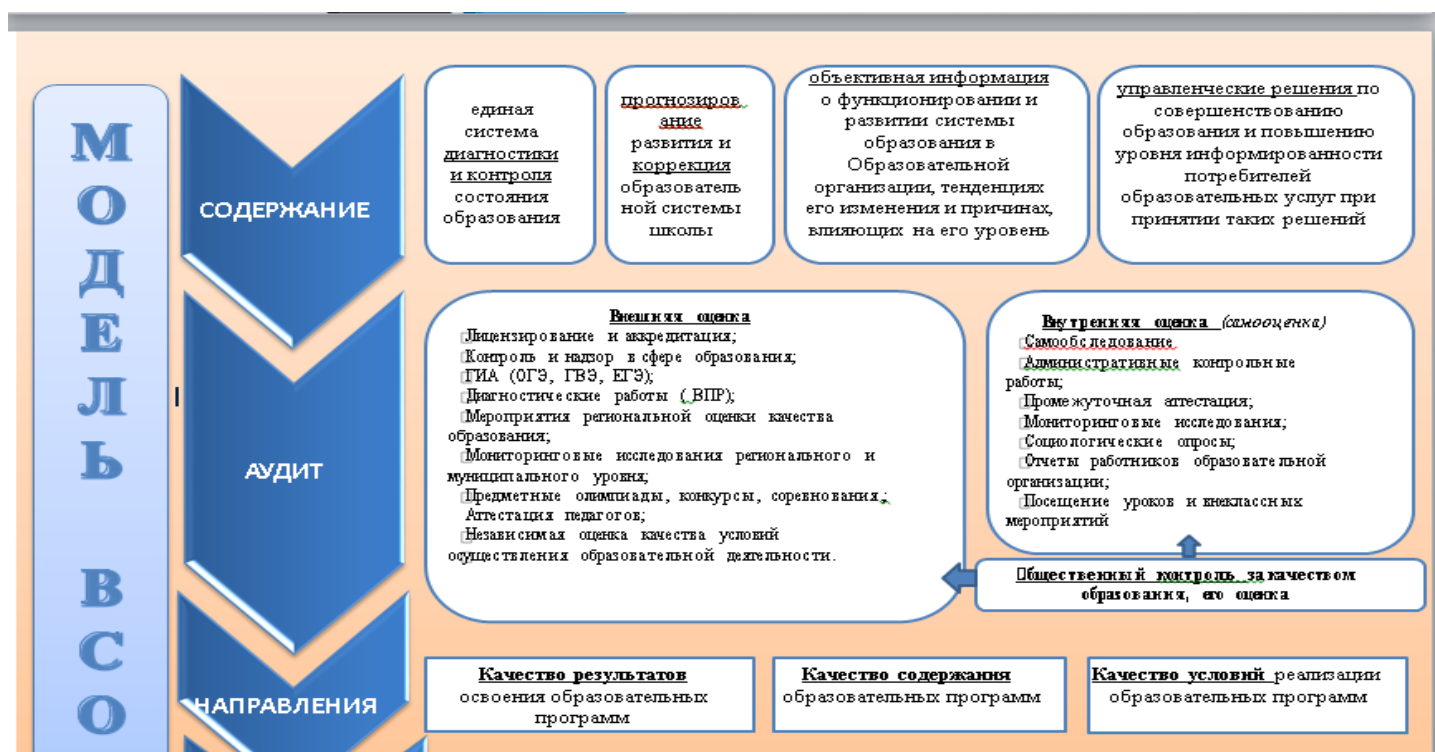 МОДЕЛЬ ВСО
СОДЕРЖАНИЕ
единая
система
диагностики
и контроля
состояния
образования
прогнозиров
ание
развития и
коррекция
образователь
ной системы
школы
объективная информация
о функционировании и
развитии системы
образования в
Образовательной
организации, тенденциях
его изменения и причинах,
влияющих на его уровень
управленческие решения по
совершенствованию
образования и повышению
уровня информированности
потребителей
образовательных услуг при
принятии таких решений
АУДИТ
Внешняя оценка
Лицензирование и аккредитация;
Контроль и надзор в сфере образования;
ГИА (ОГЭ, ГВЭ, ЕГЭ);
Диагностические работы ( ВПР);
Мероприятия региональной оценки качества
образования;
Мониторинговые исследования регионального и
муниципального уровня;
Предметные олимпиады, конкурсы, соревнования,;
Аттестация педагогов;
Независимая оценка качества условий
осуществления образовательной деятельности.
Внутренняя оценка (самооценка)
Самообследование
Административные контрольные
работы;
Промежуточная аттестация;
Мониторинговые исследования;
Социологические опросы;
Отчеты работников образовательной
организации;
Посещение уроков и внеклассных
мероприятий
Общественный контроль за качеством
образования, его оценка
НАПРАВЛЕНИЯ
Качество результатов
освоения образовательных
программ
Качество содержания
образовательных программ
Качество условий реализации
образовательных программ